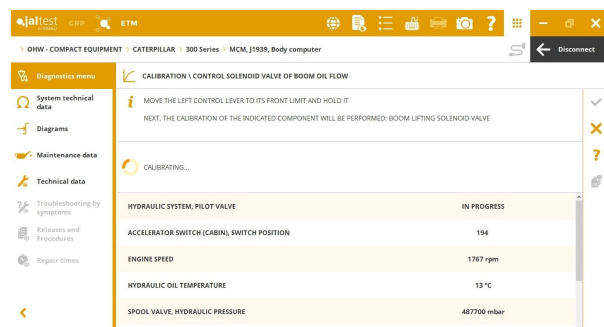 jaltest GRP ETM
OHW - COMPACT EQUIPMENT > CATERPILLAR > 300 Series > MCM, J1939, Body computer
Disconnect
Diagnostics menu
CALIBRATION \ CONTROL SOLENOID VALVE OF BOOM OIL FLOW
System technical
data
Diagrams
Maintenance data
Technical data
Troubleshooting by
symptoms
Releases and
Procedures
Repair times
MOVE THE LEFT CONTROL LEVER TO ITS FRONT LIMIT AND HOLD IT
NEXT, THE CALIBRATION OF THE INDICATED COMPONENT WILL BE PERFORMED: BOOM LIFTING SOLENOID VALVE
CALIBRATING...
HYDRAULIC SYSTEM, PILOT VALVE IN PROGRESS
ACCELERATOR SWITCH (CABIN), SWITCH POSITION 194
ENGINE SPEED 1767 rpm
HYDRAULIC OIL TEMPERATURE 13 °C
SPOOL VALVE, HYDRAULIC PRESSURE 487700 mbar